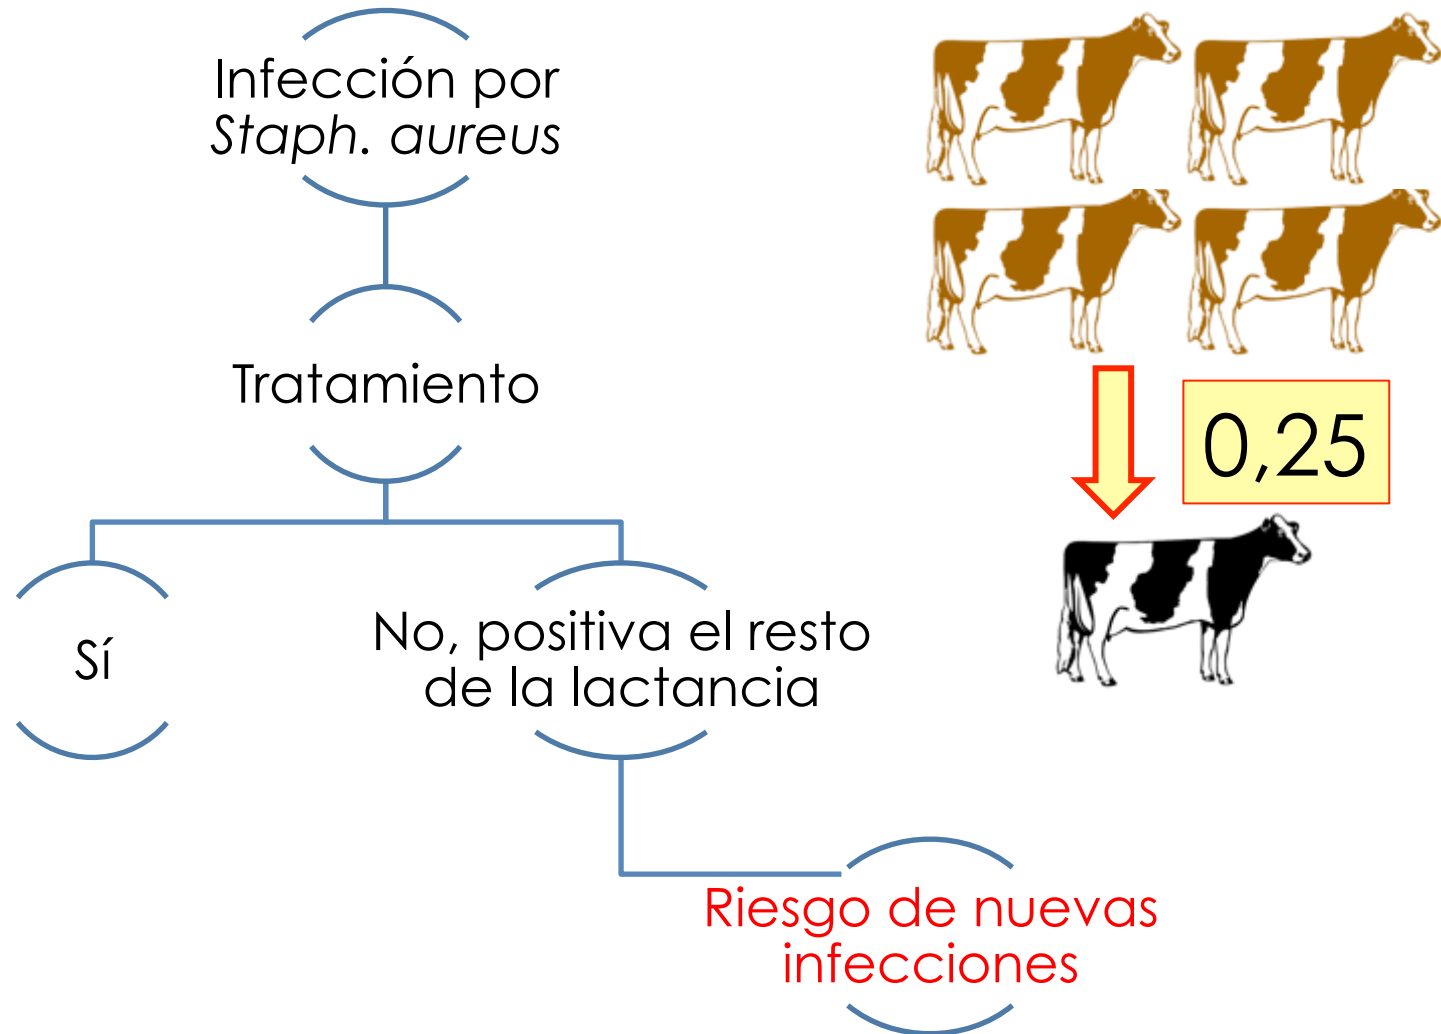 Infección por
Staph. aureus
Tratamiento
0,25
Sí
No, positiva el resto
de la lactancia
Riesgo de nuevas
infecciones